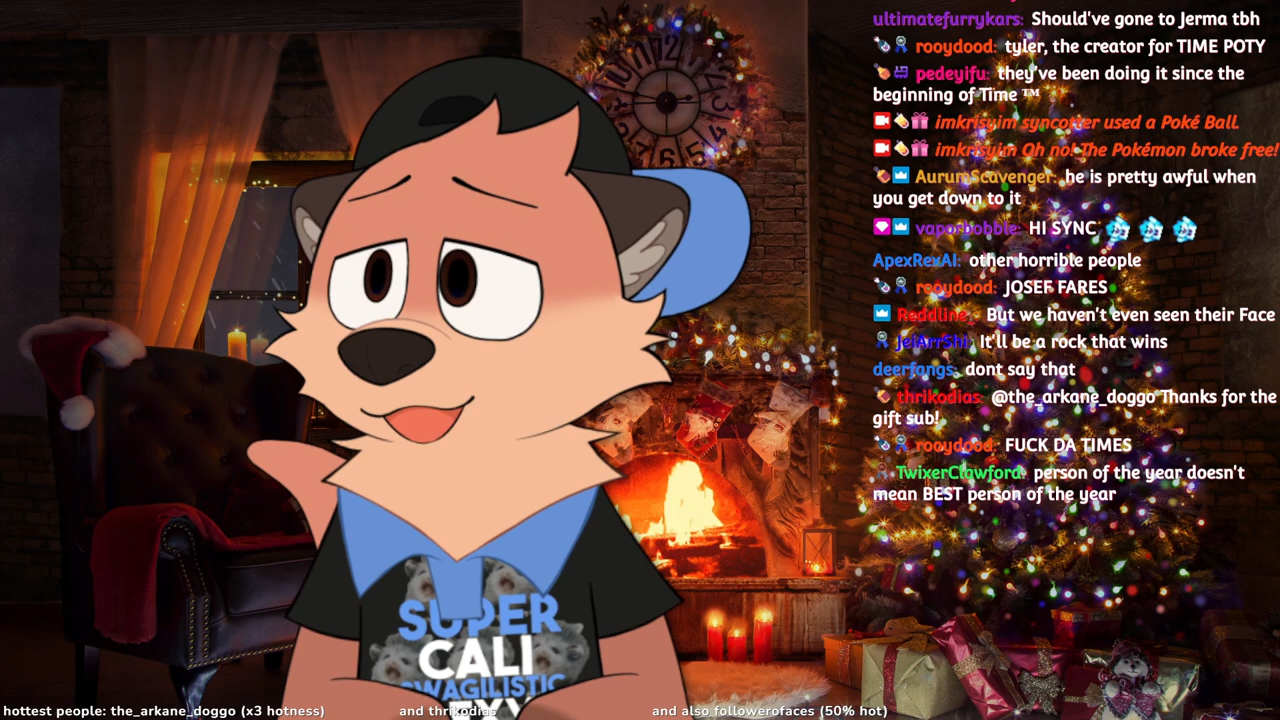 ultimatefurrykars: Should've gone to Jerma tbh
rooydood: tyler, the creator for TIME POTY
pedeyifu: they've been doing it since the
beginning of Time ™
imkrisyim syncotter used a Poké Ball.
imkrisyim Oh no! The Pokémon broke free!
AurumScavenger: he is pretty awful when
you get down to it
vaporbobble: HI SYNC
ApexRexAI: other horrible people
rooydood: JOSEF FARES
Reddline_: But we haven't even seen their Face
JeiArrShi: It'll be a rock that wins
deerfangs: dont say that
thrikodias: @the_arkane_doggo Thanks for the
gift sub!
rooydood: FUCK DA TIMES
TwixerClawford: person of the year doesn't
mean BEST person of the year
SUPER
CALI
SWAGILISTIC
hottest people: the_arkane_doggo (x3 hotness) and thrikodias and also followerofaces (50% hot)